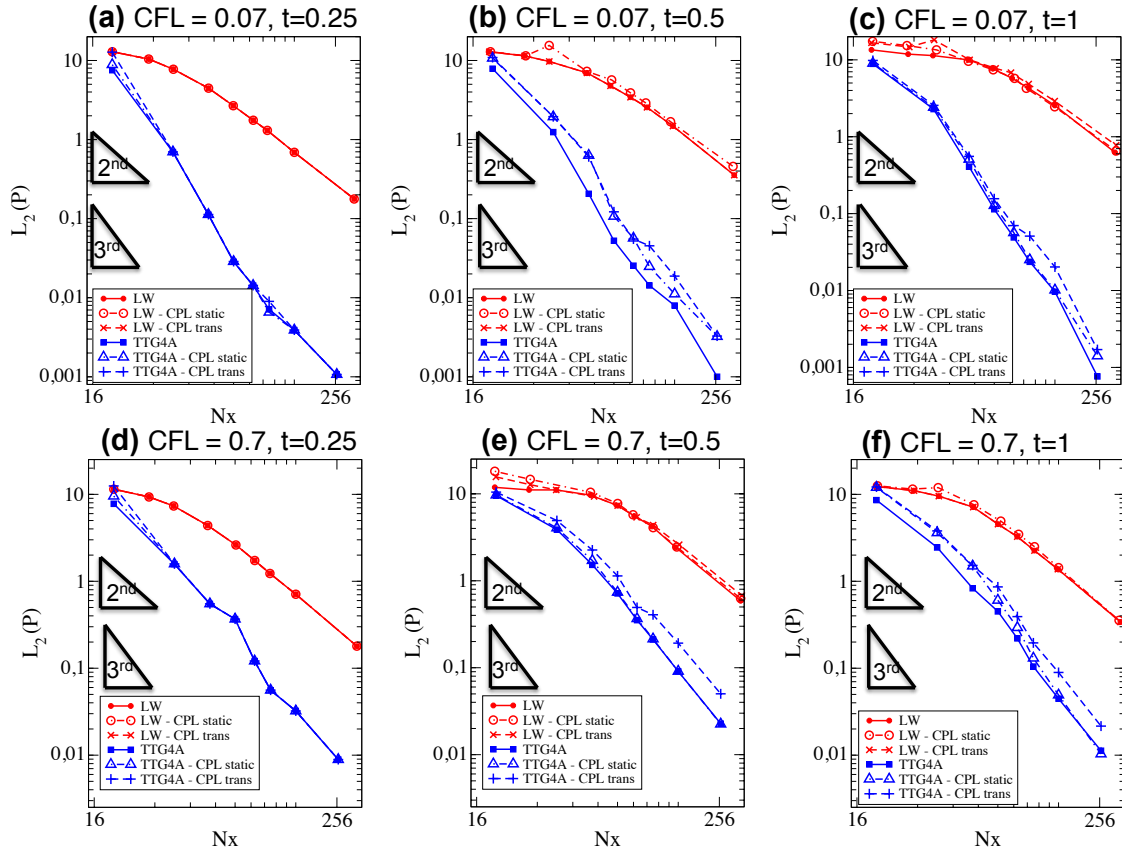 (a) CFL = 0.07, t=0.25
10
1
0,1
0,01
0,001
L2(P)
2nd
3rd
LW
LW - CPL static
LW - CPL trans
TTG4A
TTG4A - CPL static
TTG4A - CPL trans
16
256
Nx
(b) CFL = 0.07, t=0.5
10
1
0,1
0,01
0,001
L2(P)
2nd
3rd
LW
LW - CPL static
LW - CPL trans
TTG4A
TTG4A - CPL static
TTG4A - CPL trans
16
256
Nx
(c) CFL = 0.07, t=1
10
1
0,1
0,01
0,001
L2(P)
2nd
3rd
LW
LW - CPL static
LW - CPL trans
TTG4A
TTG4A - CPL static
TTG4A - CPL trans
16
256
Nx
(d) CFL = 0.7, t=0.25
10
1
0,1
0,01
L2(P)
2nd
3rd
LW
LW - CPL static
LW - CPL trans
TTG4A
TTG4A - CPL static
TTG4A - CPL trans
16
256
Nx
(e) CFL = 0.7, t=0.5
10
1
0,1
0,01
L2(P)
2nd
3rd
LW
LW - CPL static
LW - CPL trans
TTG4A
TTG4A - CPL static
TTG4A - CPL trans
16
256
Nx
(f) CFL = 0.7, t=1
10
1
0,1
0,01
L2(P)
2nd
3rd
LW
LW - CPL static
LW - CPL trans
TTG4A
TTG4A - CPL static
TTG4A - CPL trans
16
256
Nx